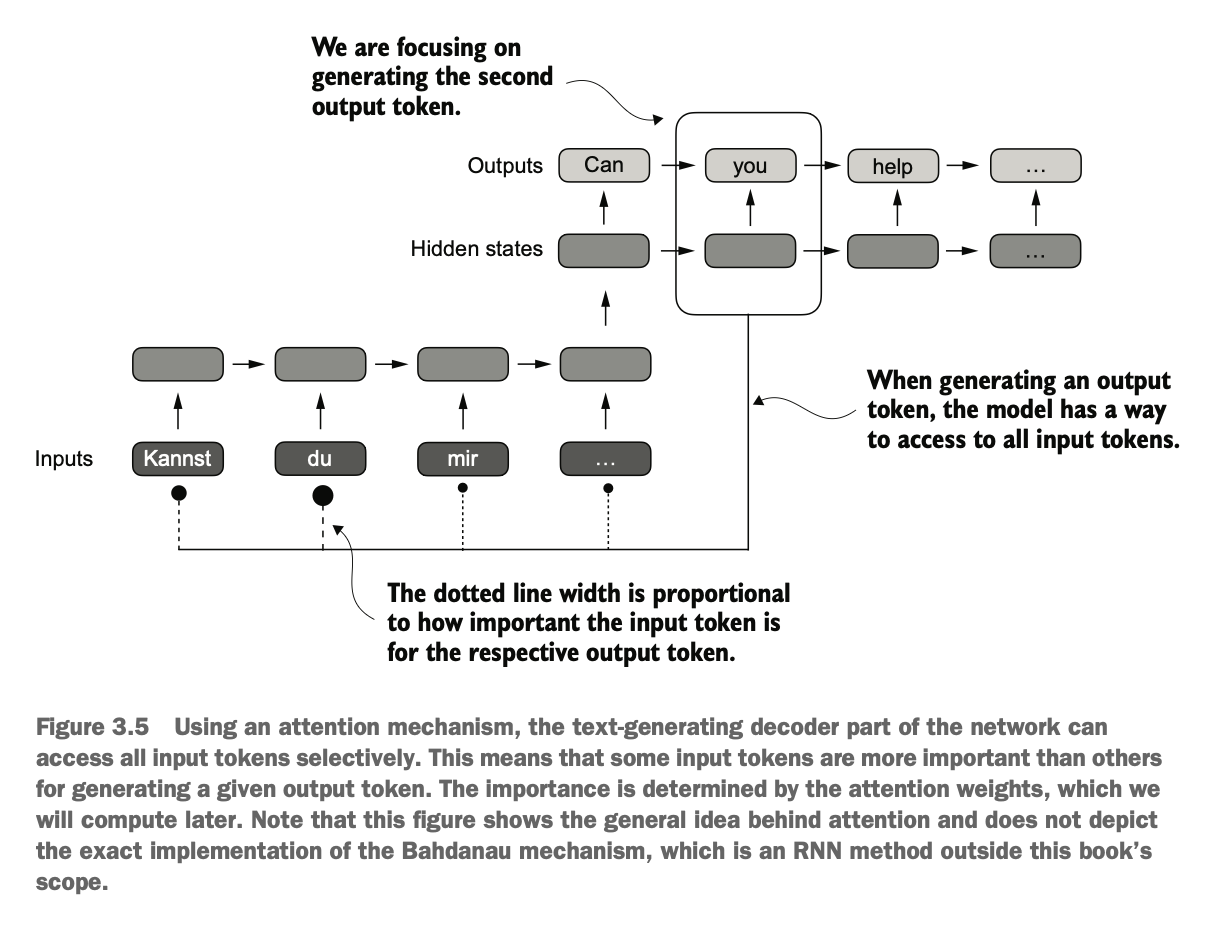 We are focusing on
generating the second
output token.
Outputs
Can
you
help
…
Hidden states
…
When generating an output
token, the model has a way
to access to all input tokens.
Inputs
Kannst
du
mir
…
The dotted line width is proportional
to how important the input token is
for the respective output token.
Figure 3.5 Using an attention mechanism, the text-generating decoder part of the network can
access all input tokens selectively. This means that some input tokens are more important than others
for generating a given output token. The importance is determined by the attention weights, which we
will compute later. Note that this figure shows the general idea behind attention and does not depict
the exact implementation of the Bahdanau mechanism, which is an RNN method outside this book’s
scope.